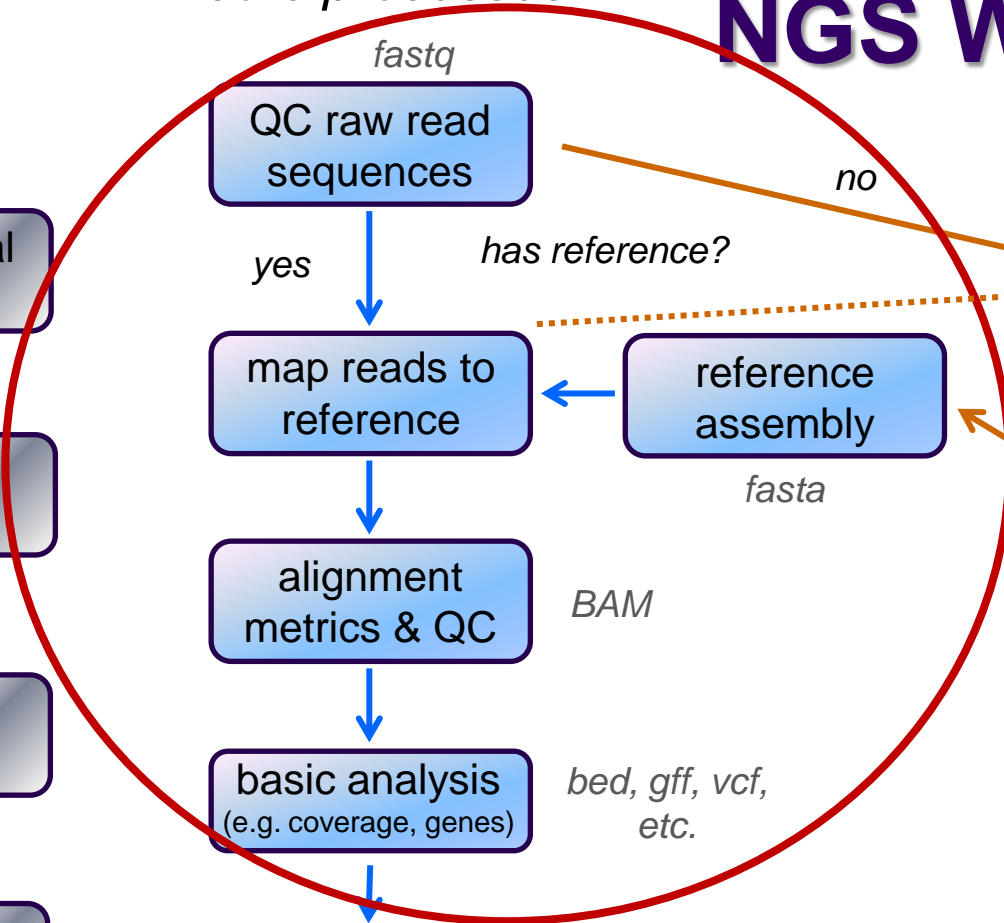 NGS
fastq
QC raw read
sequences
no
yes
has reference?
map reads to
reference
reference
assembly
fasta
alignment
metrics & QC
BAM
basic analysis
(e.g. coverage, genes)
bed, gff, vcf,
etc.